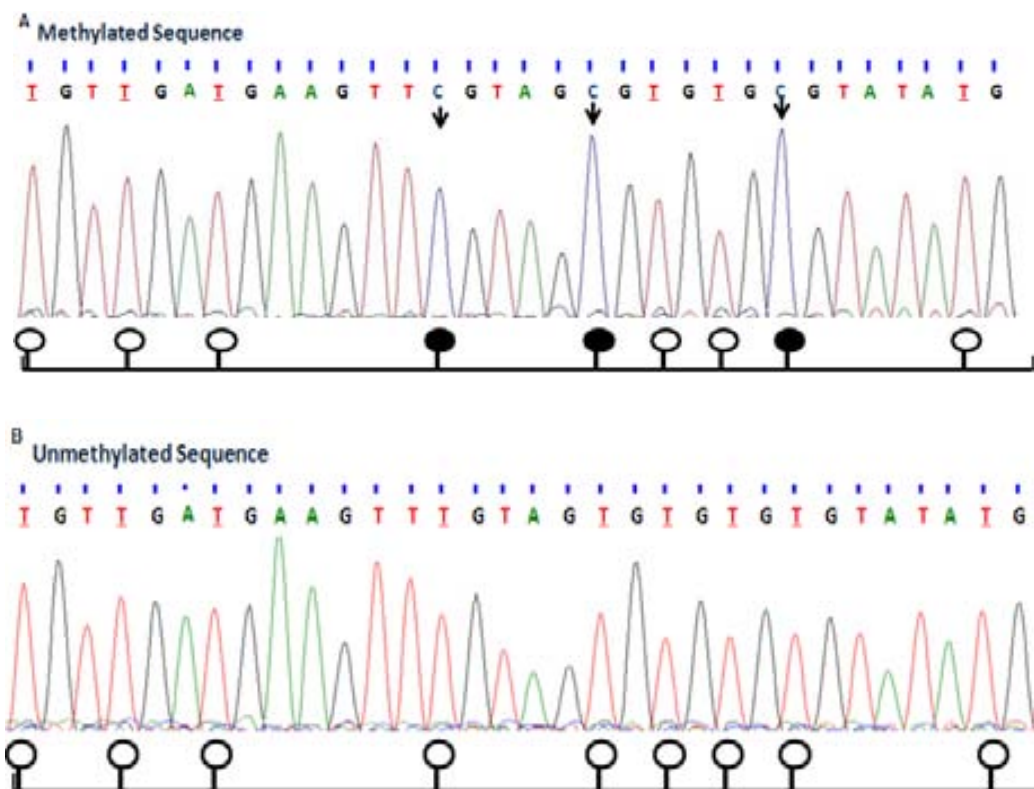 A Methylated Sequence
T G T T G A T G A A G T T C G T A G C G T G T G C G T A T A T G
B Unmethylated Sequence
T G T T G A T G A A G T T T G T A G T G T G T G T G T A T A T G